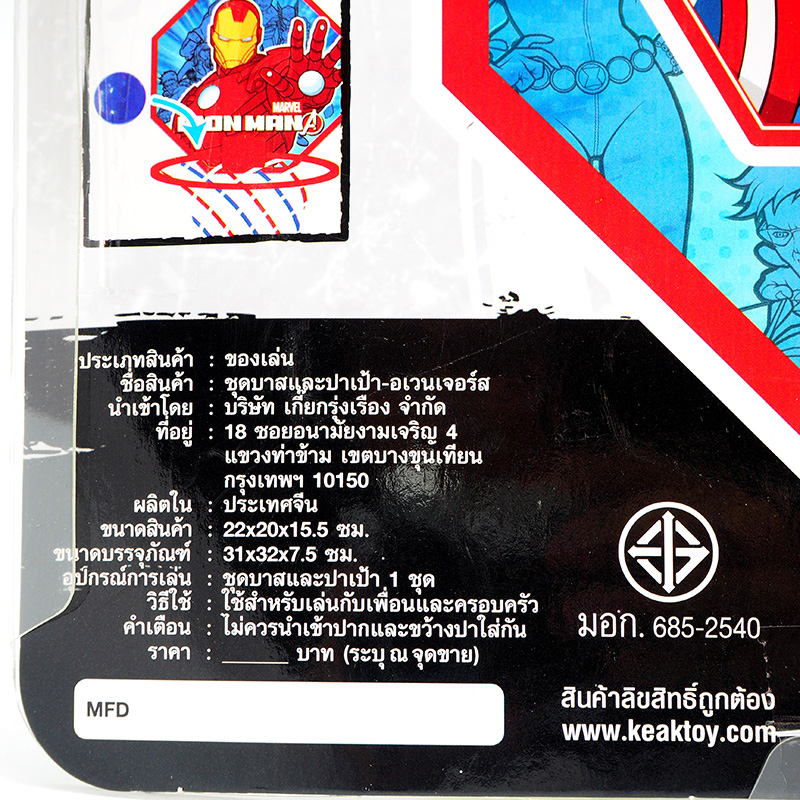 MARVEL
IRON MAN
ประเภทสินค้า : ของเล่น
ชื่อสินค้า : ชุดบาสและปาเป้า-อเวนเจอร์ส
นำเข้าโดย : บริษัท เกี๊ยกรุ่งเรือง จำกัด
ที่อยู่ : 18 ซอยอนามัยงามเจริญ 4
แขวงท่าข้าม เขตบางขุนเทียน
กรุงเทพฯ 10150
ผลิตใน : ประเทศจีน
ขนาดสินค้า : 22x20x15.5 ซม.
ขนาดบรรจุภัณฑ์ : 31x32x7.5 ซม.
อุปกรณ์การเล่น : ชุดบาสและปาเป้า 1 ชุด
วิธีใช้ : ใช้สำหรับเล่นกับเพื่อนและครอบครัว
คำเตือน : ไม่ควรนำเข้าปากและขว้างปาใส่กัน
ราคา : ______ บาท (ระบุ ณ จุดขาย)
มอก. 685-2540
MFD
สินค้าลิขสิทธิ์ถูกต้อง
www.keaktoy.com